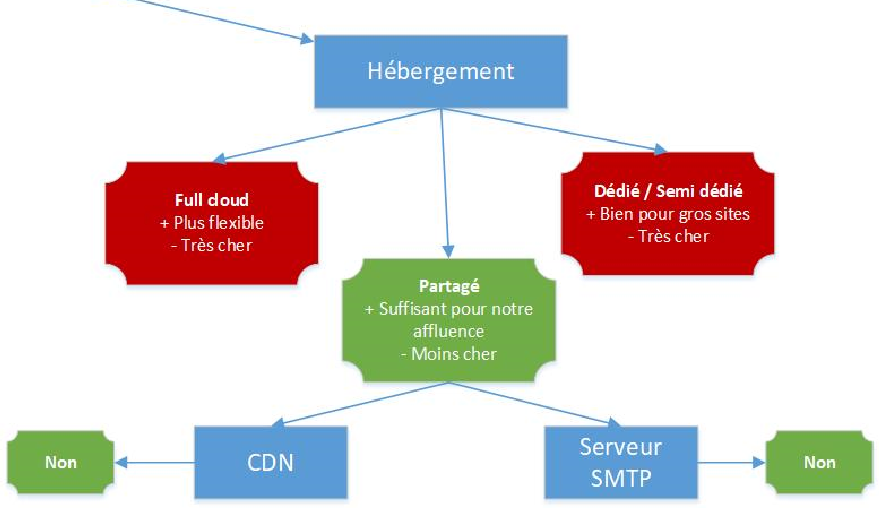 Hébergement
Full cloud
+ Plus flexible
- Très cher
Dédié / Semi dédié
+ Bien pour gros sites
- Très cher
Partagé
+ Suffisant pour notre
affluence
- Moins cher
Non
CDN
Serveur
SMTP
Non